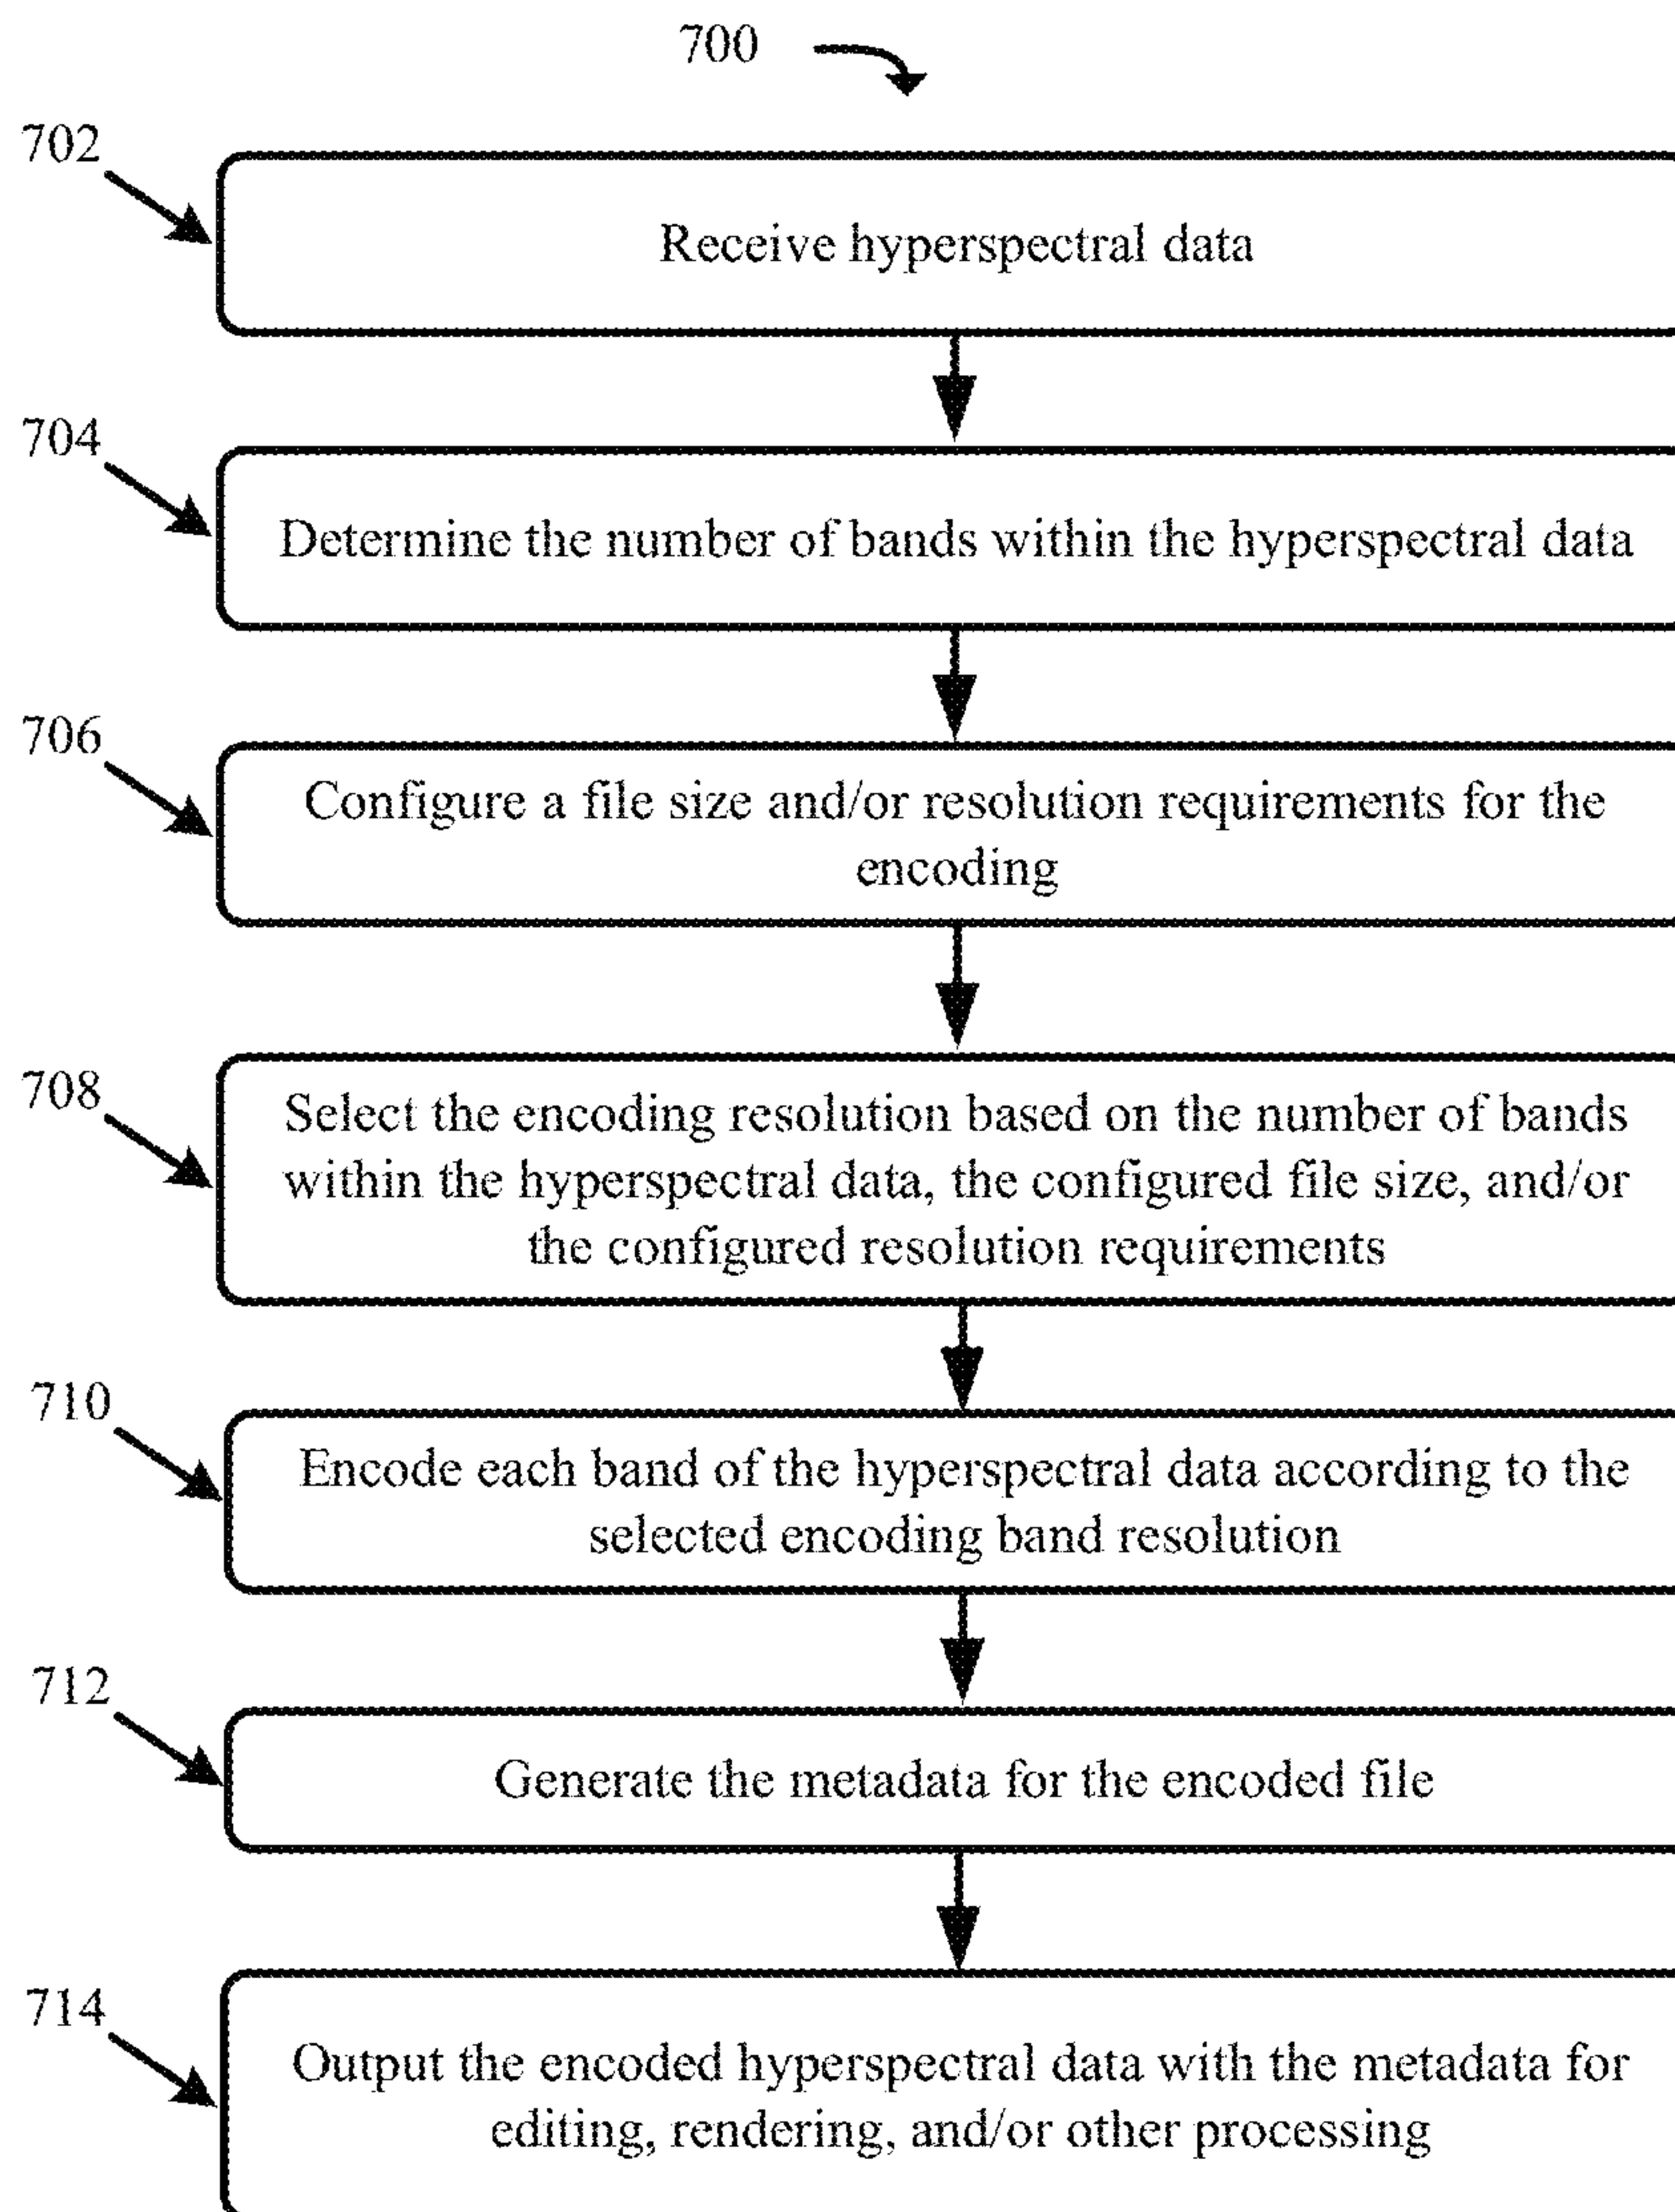 700
702
Receive hyperspectral data
704
Determine the number of bands within the hyperspectral data
706
Configure a file size and/or resolution requirements for the
encoding
708
Select the encoding resolution based on the number of bands
within the hyperspectral data, the configured file size, and/or
the configured resolution requirements
710
Encode each band of the hyperspectral data according to the
selected encoding band resolution
712
Generate the metadata for the encoded file
714
Output the encoded hyperspectral data with the metadata for
editing, rendering, and/or other processing